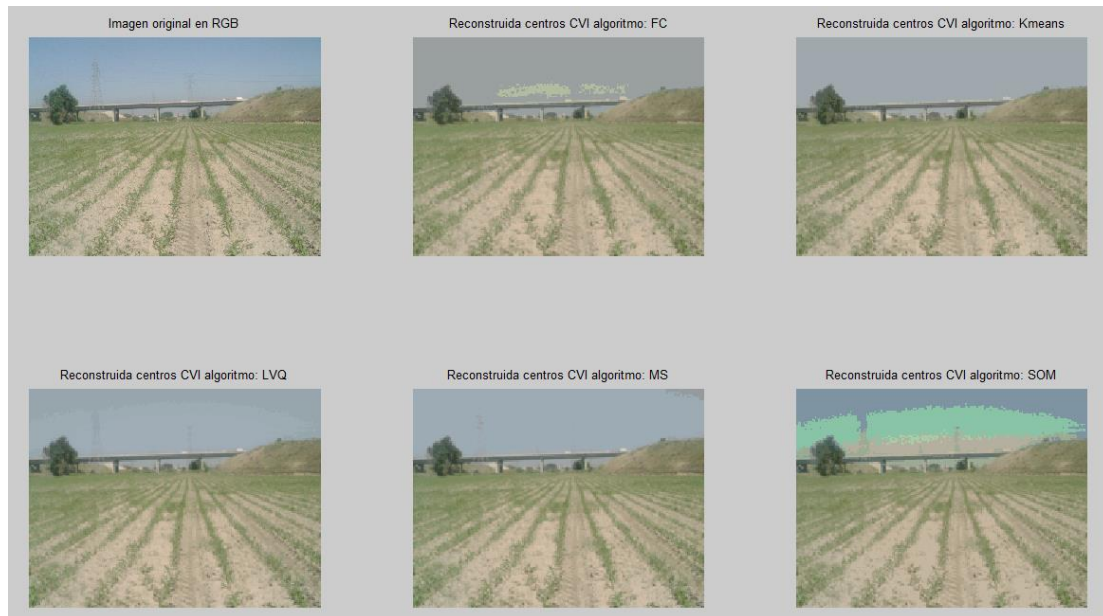 Imagen original en RGB
Reconstruida centros CVI algoritmo: FC
Reconstruida centros CVI algoritmo: Kmeans
Reconstruida centros CVI algoritmo: LVQ
Reconstruida centros CVI algoritmo: MS
Reconstruida centros CVI algoritmo: SOM